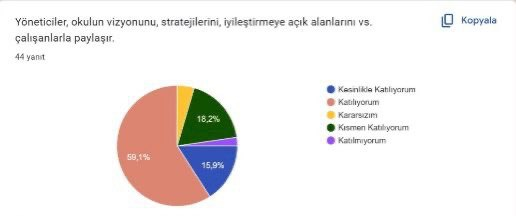 Yöneticiler, okulun vizyonunu, stratejilerini, iyileştirmeye açık alanlarını vs.
çalışanlarla paylaşır.
Kopyala
44 yanıt
Kesinlikle Katılıyorum
Katılıyorum
Kararsızım
Kısmen Katılıyorum
Katılmıyorum
18,2%
59,1%
15,9%